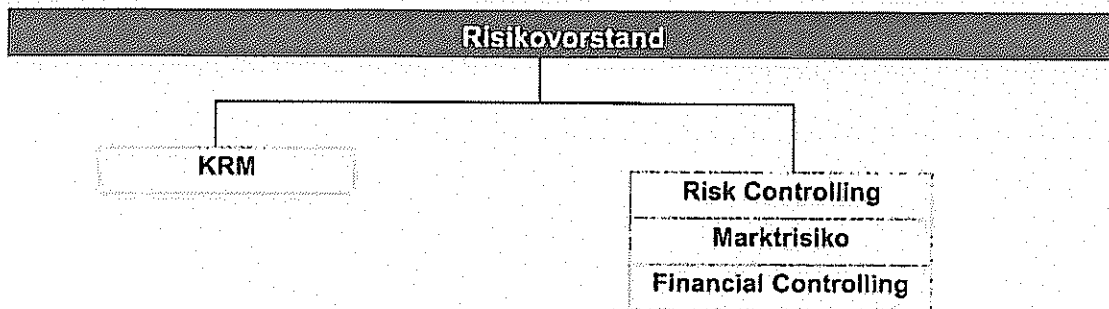 Risikovorstand
KRM
Risk Controlling
Marktrisiko
Financial Controlling